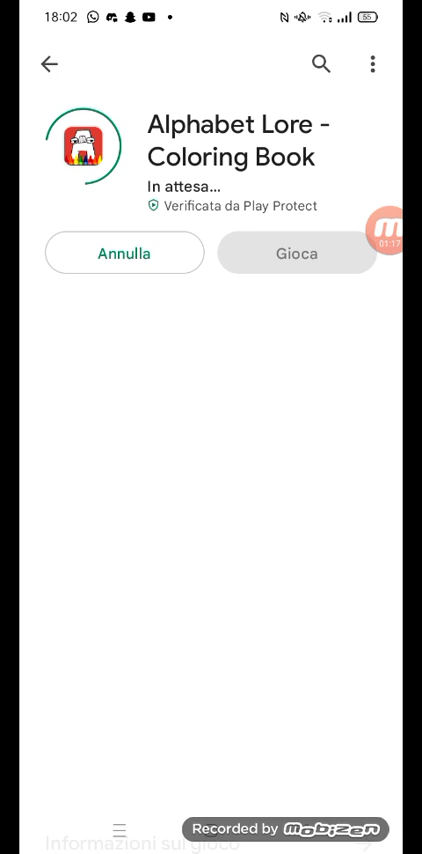 18:02
55
Alphabet Lore -
Coloring Book
In attesa...
Verificata da Play Protect
01:17
Annulla
Gioca
Recorded by mobizen
Informazioni sul gioco